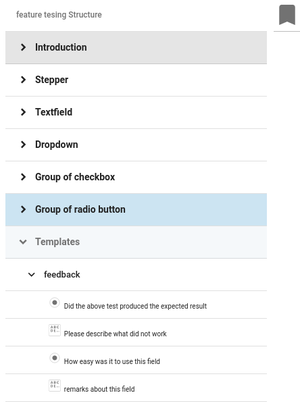 feature tesing Structure
Introduction
Stepper
Textfield
Dropdown
Group of checkbox
Group of radio button
Templates
feedback
Did the above test produced the expected result
Please describe what did not work
How easy was it to use this field
remarks about this field